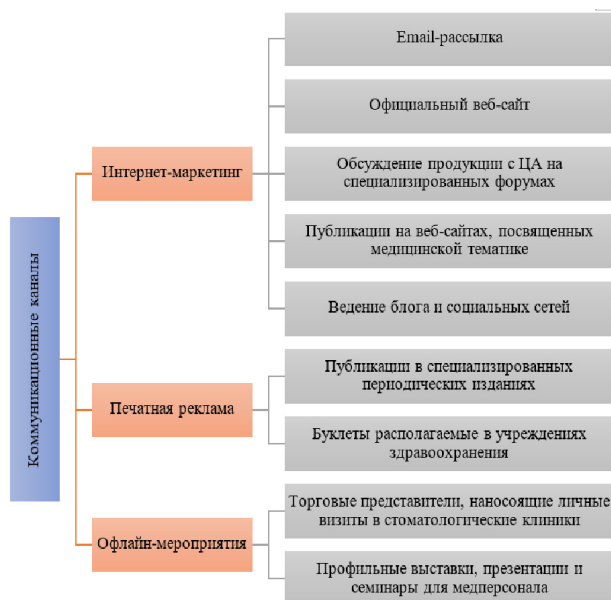 Коммуникационные каналы
Интернет-маркетинг
Email-рассылка
Официальный веб-сайт
Обсуждение продукции с ЦА на
специализированных форумах
Публикации на веб-сайтах, посвященных
медицинской тематике
Ведение блога и социальных сетей
Печатная реклама
Публикации в специализированных
периодических изданиях
Буклеты располагаемые в учреждениях
здравоохранения
Офлайн-мероприятия
Торговые представители, наносоящие личные
визиты в стоматологические клиники
Профильные выставки, презентации и
семинары для медперсонала